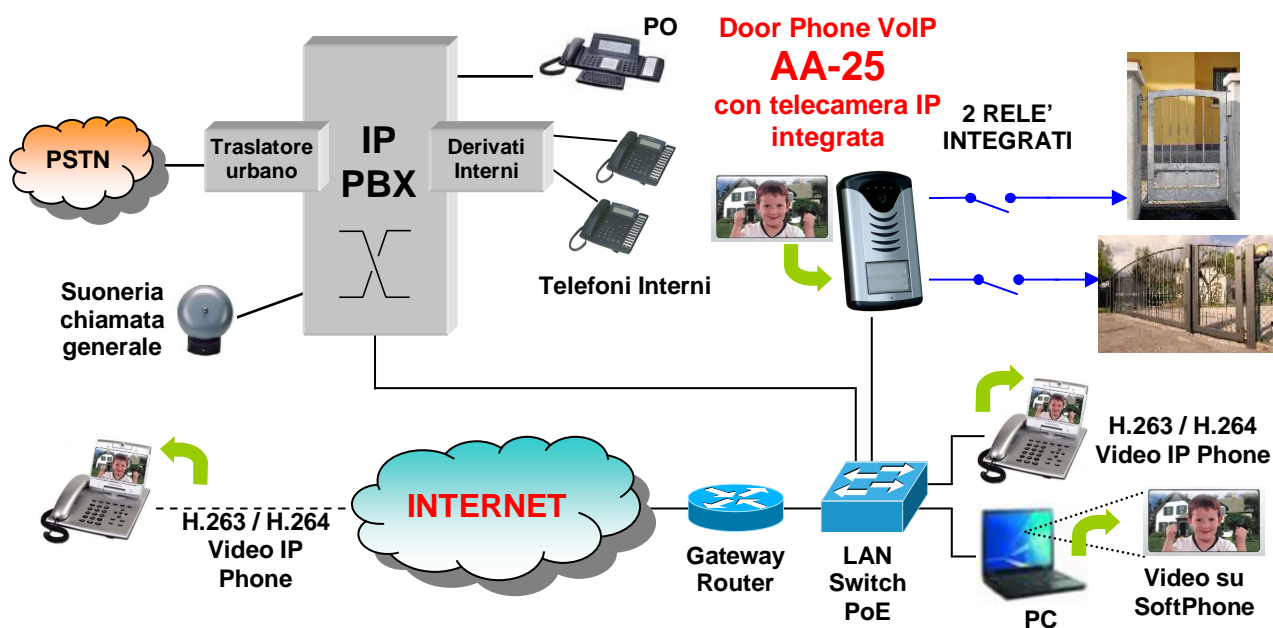 PO
Door Phone VoIP
AA-25
con telecamera IP
integrata
2 RELE'
INTEGRATI
PSTN
Traslatore
urbano
IP
PBX
Derivati
Interni
Telefoni Interni
Suoneria
chiamata
generale
H.263 / H.264
Video IP Phone
INTERNET
H.263 / H.264
Video IP
Phone
Gateway
Router
LAN
Switch
PoE
PC
Video su
SoftPhone